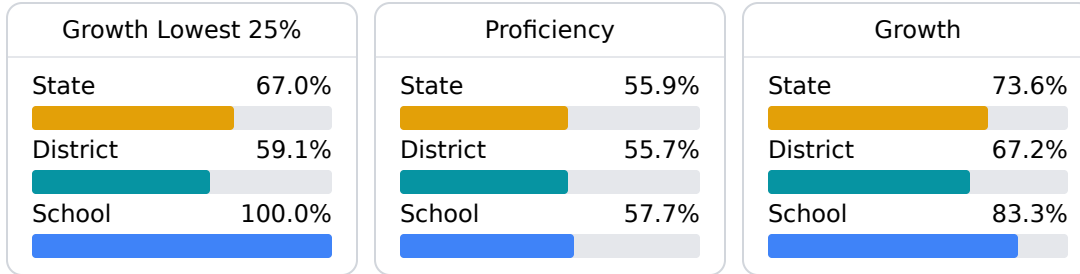 Growth Lowest 25%
State 67.0%
District 59.1%
School 100.0%
Proficiency
State 55.9%
District 55.7%
School 57.7%
Growth
State 73.6%
District 67.2%
School 83.3%